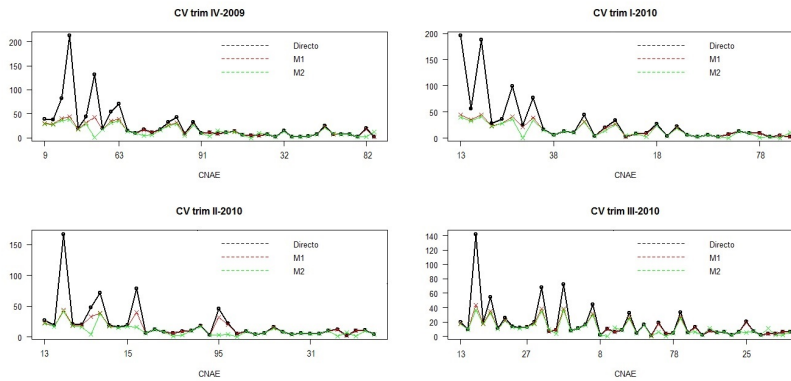 CV trim IV-2009
200
150
100
50
0
Directo
M1
M2
9 63 91 32 82
CNAE
CV trim I-2010
200
150
100
50
0
Directo
M1
M2
13 38 18 78
CNAE
CV trim II-2010
150
100
50
0
Directo
M1
M2
13 15 95 31
CNAE
CV trim III-2010
140
120
100
80
60
40
20
0
Directo
M1
M2
13 27 8 78 25
CNAE